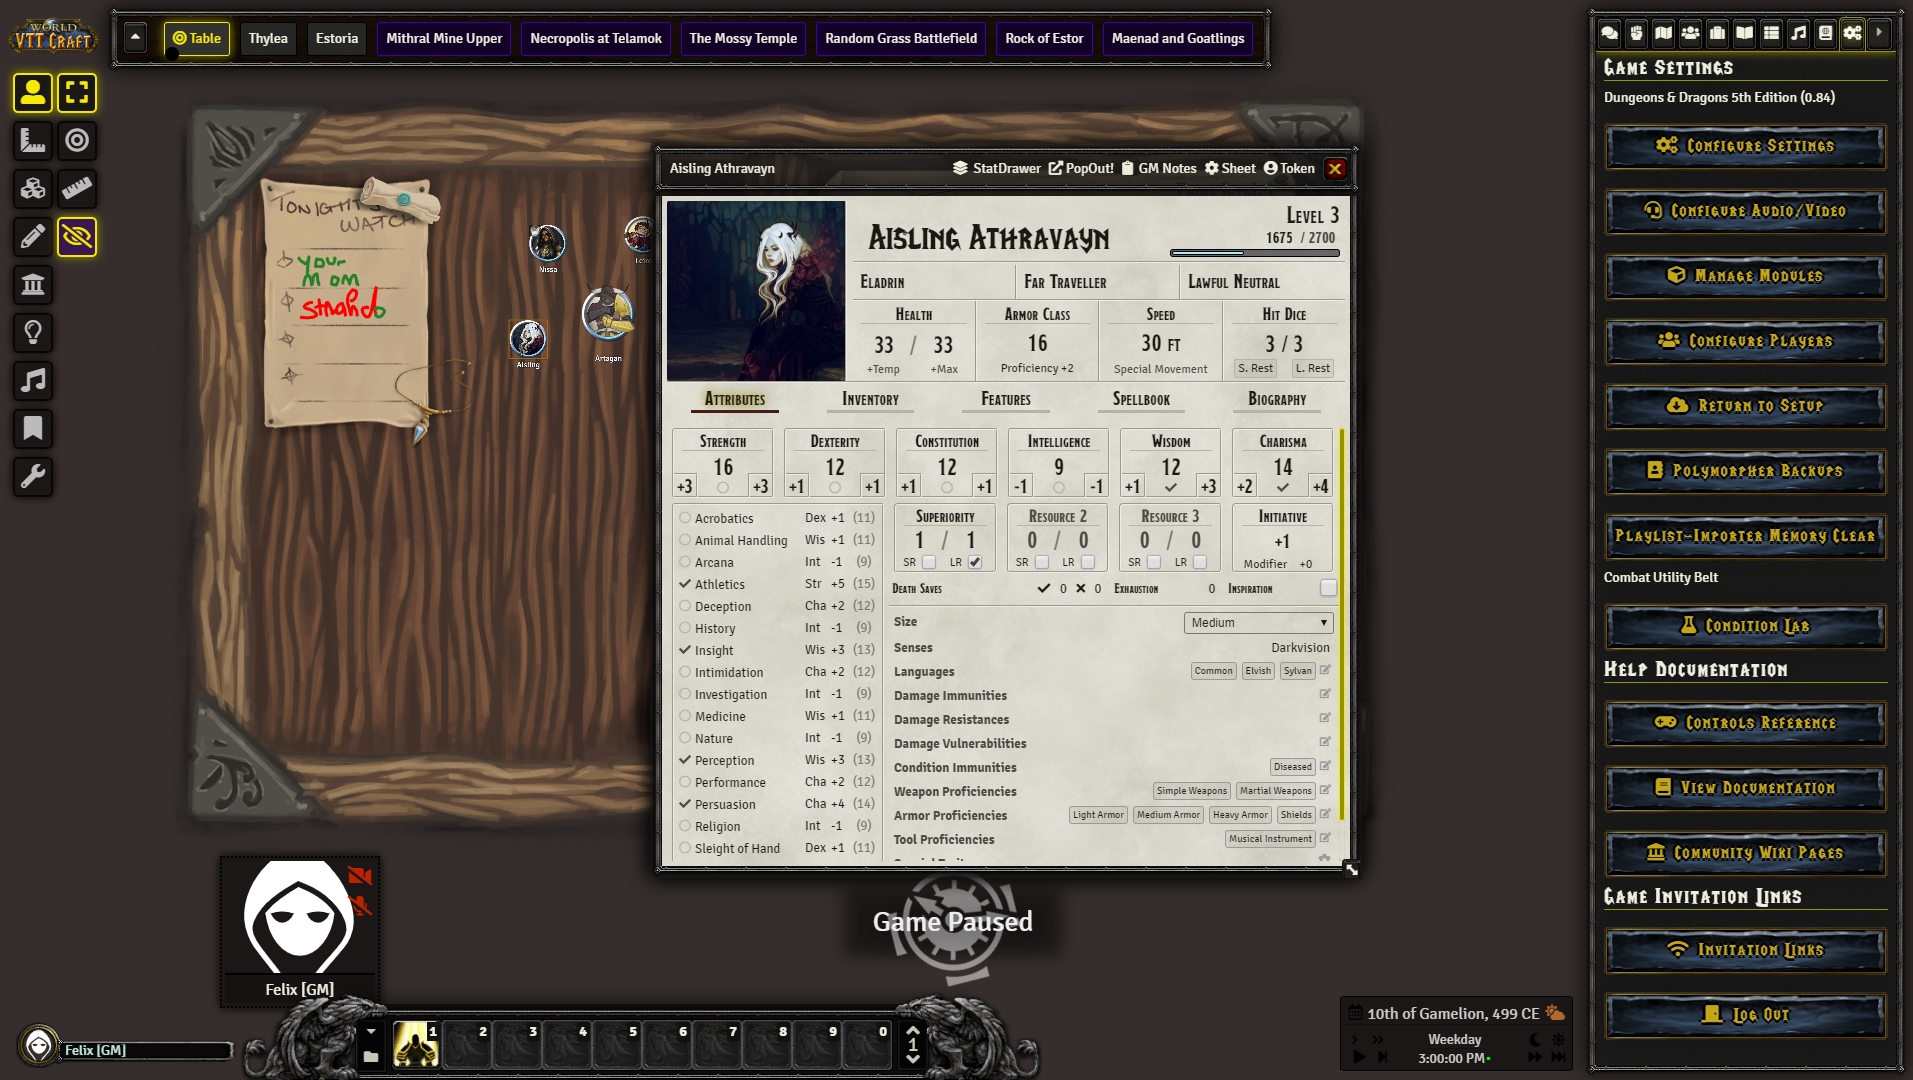 WORLD
VTT CRAFT
Table
Thylea
Estoria
Mithral Mine Upper
Necropolis at Telamok
The Mossy Temple
Random Grass Battlefield
Rock of Estor
Maenad and Goatlings
TONIGHT'S
WATCH
your
mom
strahd
Nissa
Aisling
Artagan
Aisling Athravayn
StatDrawer
PopOut!
GM Notes
Sheet
Token
Aisling Athravayn
Level 3
1675 / 2700
Eladrin
Far Traveller
Lawful Neutral
Health
33 / 33
+Temp +Max
Armor Class
16
Proficiency +2
Speed
30 ft
Special Movement
Hit Dice
3 / 3
S. Rest L. Rest
Attributes
Inventory
Features
Spellbook
Biography
Strength
16
+3 +3
Dexterity
12
+1 +1
Constitution
12
+1 +1
Intelligence
9
-1 -1
Wisdom
12
+1 +3
Charisma
14
+2 +4
Acrobatics Dex +1 (11)
Animal Handling Wis +1 (11)
Arcana Int -1 (9)
Athletics Str +5 (15)
Deception Cha +2 (12)
History Int -1 (9)
Insight Wis +3 (13)
Intimidation Cha +2 (12)
Investigation Int -1 (9)
Medicine Wis +1 (11)
Nature Int -1 (9)
Perception Wis +3 (13)
Performance Cha +2 (12)
Persuasion Cha +4 (14)
Religion Int -1 (9)
Sleight of Hand Dex +1 (11)
Superiority
1 / 1
SR LR
Resource 2
0 / 0
SR LR
Resource 3
0 / 0
SR LR
Initiative
+1
Modifier +0
Death Saves 0 0 Exhaustion 0 Inspiration
Size Medium
Senses Darkvision
Languages Common Elvish Sylvan
Damage Immunities
Damage Resistances
Damage Vulnerabilities
Condition Immunities Diseased
Weapon Proficiencies Simple Weapons Martial Weapons
Armor Proficiencies Light Armor Medium Armor Heavy Armor Shields
Tool Proficiencies Musical Instrument
Game Paused
Felix [GM]
Felix [GM]
1 2 3 4 5 6 7 8 9 0
1
10th of Gamelion, 499 CE
Weekday
3:00:00 PM
Game Settings
Dungeons & Dragons 5th Edition (0.84)
Configure Settings
Configure Audio/Video
Manage Modules
Configure Players
Return to Setup
Polymorpher Backups
Playlist-Importer Memory Clear
Combat Utility Belt
Condition Lab
Help Documentation
Controls Reference
View Documentation
Community Wiki Pages
Game Invitation Links
Invitation Links
Log Out